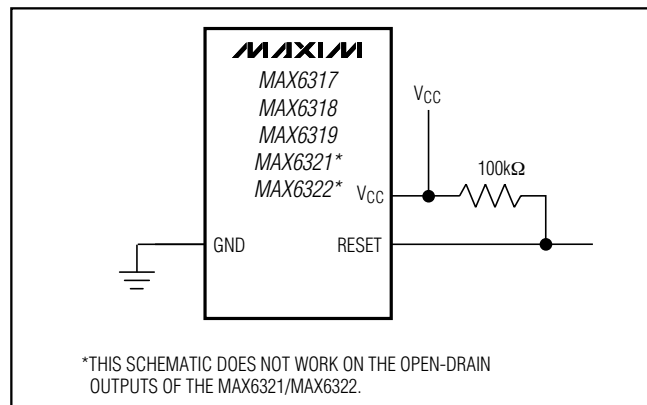 MAXIM
MAX6317
MAX6318
MAX6319
MAX6321*
MAX6322*
VCC
VCC
100kΩ
GND
RESET
*THIS SCHEMATIC DOES NOT WORK ON THE OPEN-DRAIN
OUTPUTS OF THE MAX6321/MAX6322.